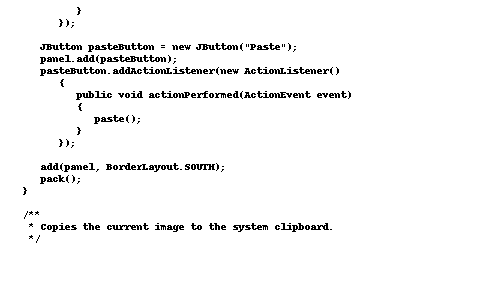 }
});
JButton pasteButton = new JButton("Paste");
panel.add(pasteButton);
pasteButton.addActionListener(new ActionListener()
{
public void actionPerformed(ActionEvent event)
{
paste();
}
});
add(panel, BorderLayout.SOUTH);
pack();
}
/**
* Copies the current image to the system clipboard.
*/